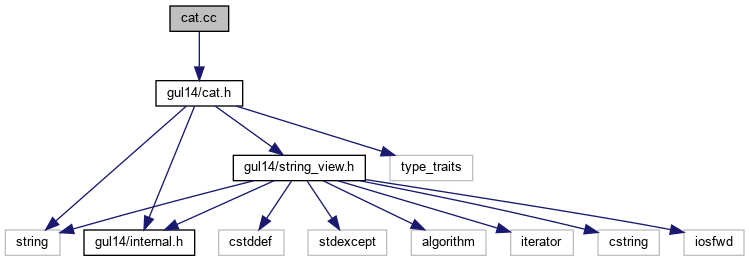 cat.cc
gul14/cat.h
gul14/string_view.h
type_traits
string
gul14/internal.h
cstddef
stdexcept
algorithm
iterator
cstring
iosfwd